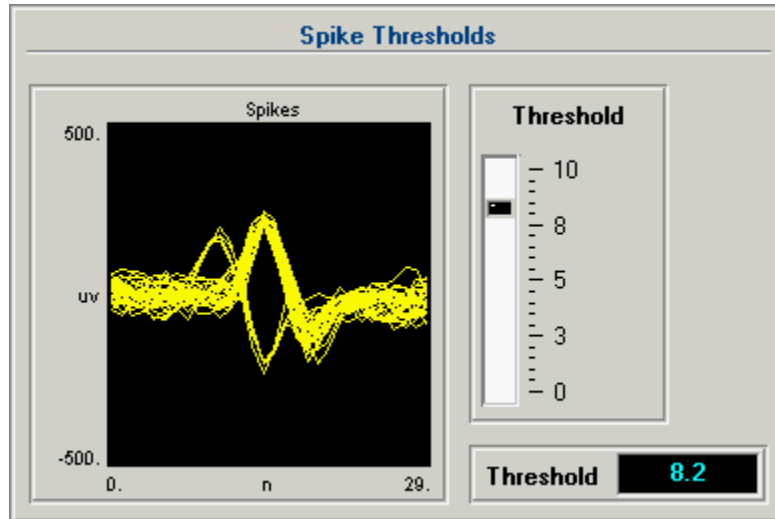 Spike Thresholds
Spikes
500.
uv
-500.
0.
n
29.
Threshold
10
8
5
3
0
Threshold 8.2